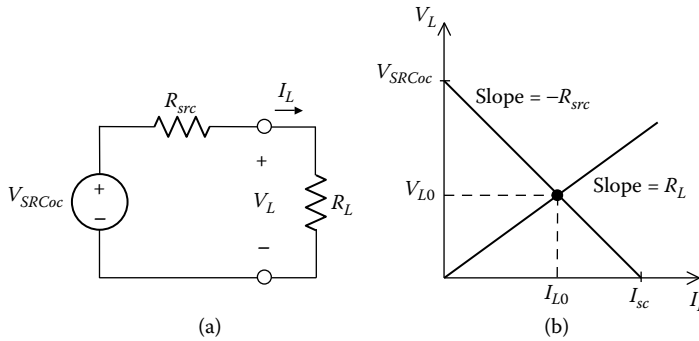 R_src
I_L
+
V_SRCoc
+
−
V_L
R_L
−
(a)
V_L
V_SRCoc
Slope = −R_src
V_L0
Slope = R_L
I_L0
I_sc
(b)